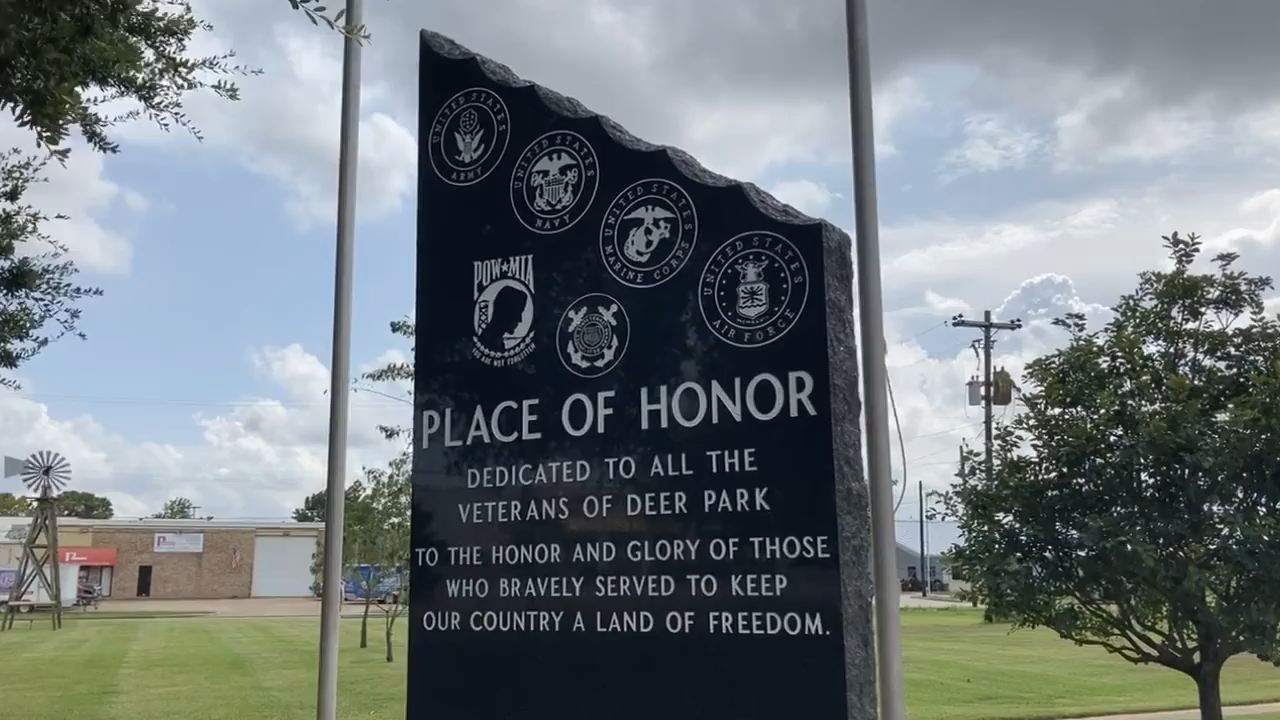 UNITED STATES
ARMY
UNITED STATES
NAVY
UNITED STATES
MARINE CORPS
UNITED STATES
AIR FORCE
POW★MIA
YOU ARE NOT FORGOTTEN
PLACE OF HONOR
DEDICATED TO ALL THE
VETERANS OF DEER PARK
TO THE HONOR AND GLORY OF THOSE
WHO BRAVELY SERVED TO KEEP
OUR COUNTRY A LAND OF FREEDOM.